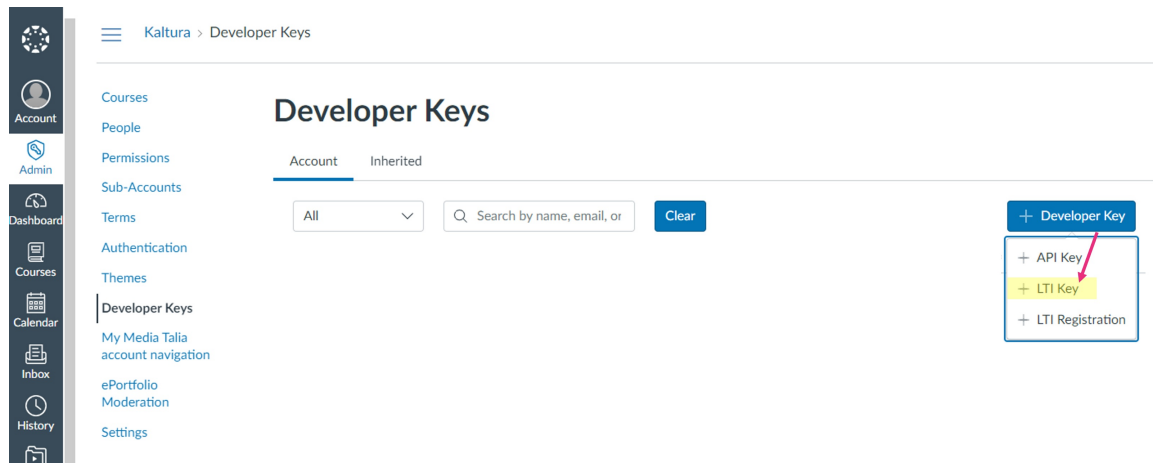 Kaltura > Developer Keys
Account
Admin
Dashboard
Courses
Calendar
Inbox
History
Courses
People
Permissions
Sub-Accounts
Terms
Authentication
Themes
Developer Keys
My Media Talia
account navigation
ePortfolio
Moderation
Settings
Developer Keys
Account Inherited
All Search by name, email, or Clear + Developer Key
+ API Key
+ LTI Key
+ LTI Registration